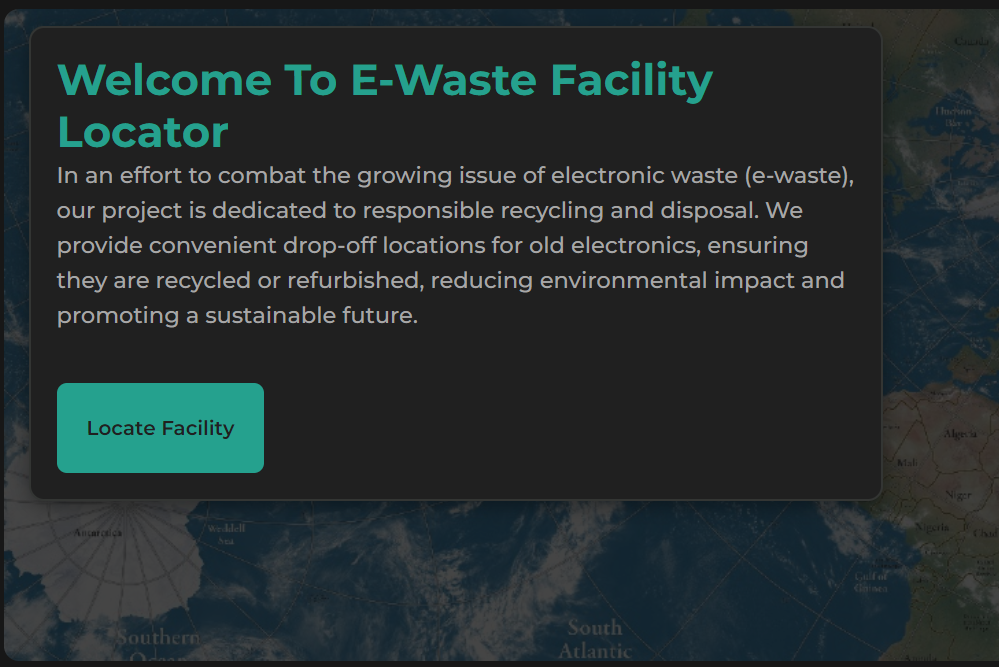 Welcome To E-Waste Facility
Locator
In an effort to combat the growing issue of electronic waste (e-waste),
our project is dedicated to responsible recycling and disposal. We
provide convenient drop-off locations for old electronics, ensuring
they are recycled or refurbished, reducing environmental impact and
promoting a sustainable future.
Locate Facility
Canada
Hudson
Bay
Algeria
Mali
Niger
Nigeria
Chad
Gulf of
Guinea
Antarctica
Weddell
Sea
Southern
Ocean
South
Atlantic